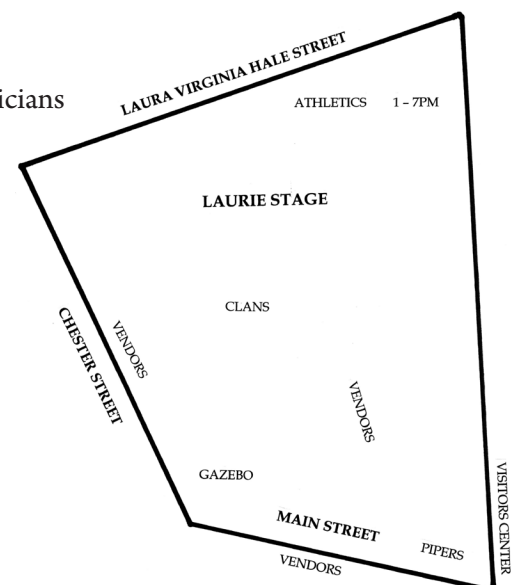 icians
LAURA VIRGINIA HALE STREET
ATHLETICS 1 – 7PM
LAURIE STAGE
CLANS
CHESTER STREET
VENDORS
VENDORS
GAZEBO
MAIN STREET
PIPERS
VISITORS CENTER
VENDORS